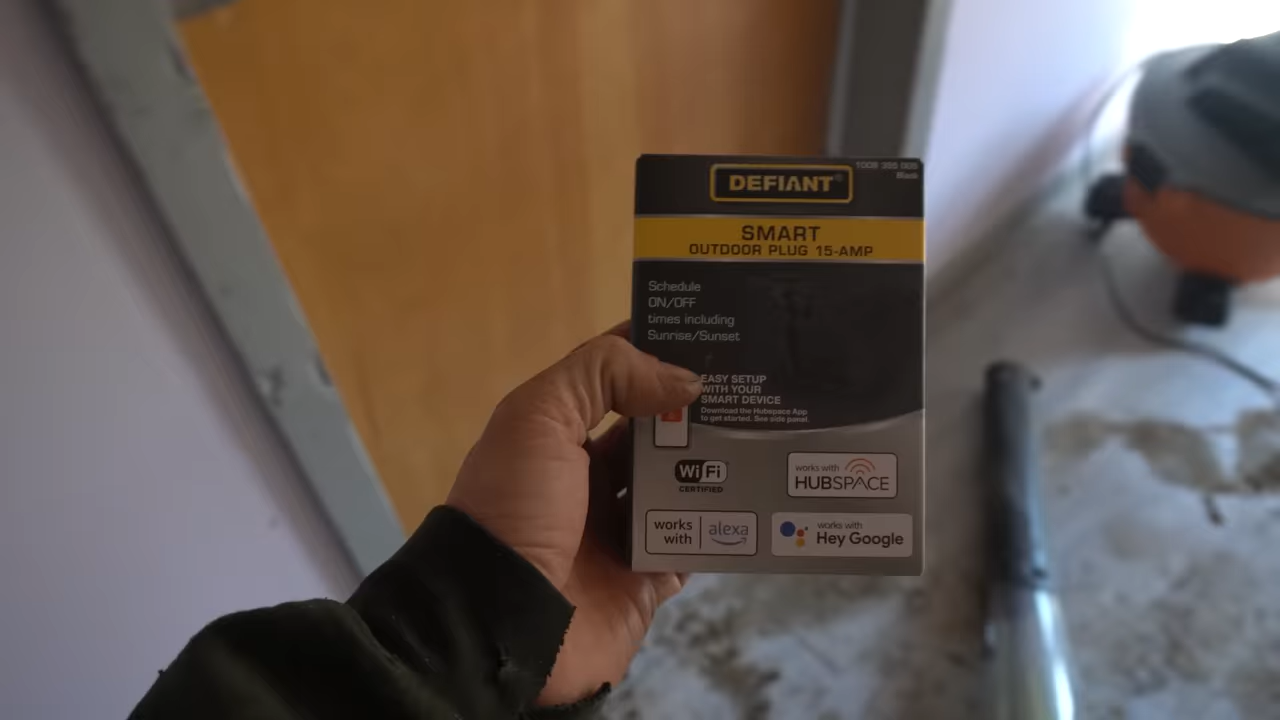 DEFIANT®
Black
SMART
OUTDOOR PLUG 15-AMP
Schedule
ON/OFF
times including
Sunrise/Sunset
EASY SETUP
WITH YOUR
SMART DEVICE
Download the Hubspace App
to get started. See side panel.
WiFi
CERTIFIED
works with
HUBSPACE
works
with
alexa
works with
Hey Google